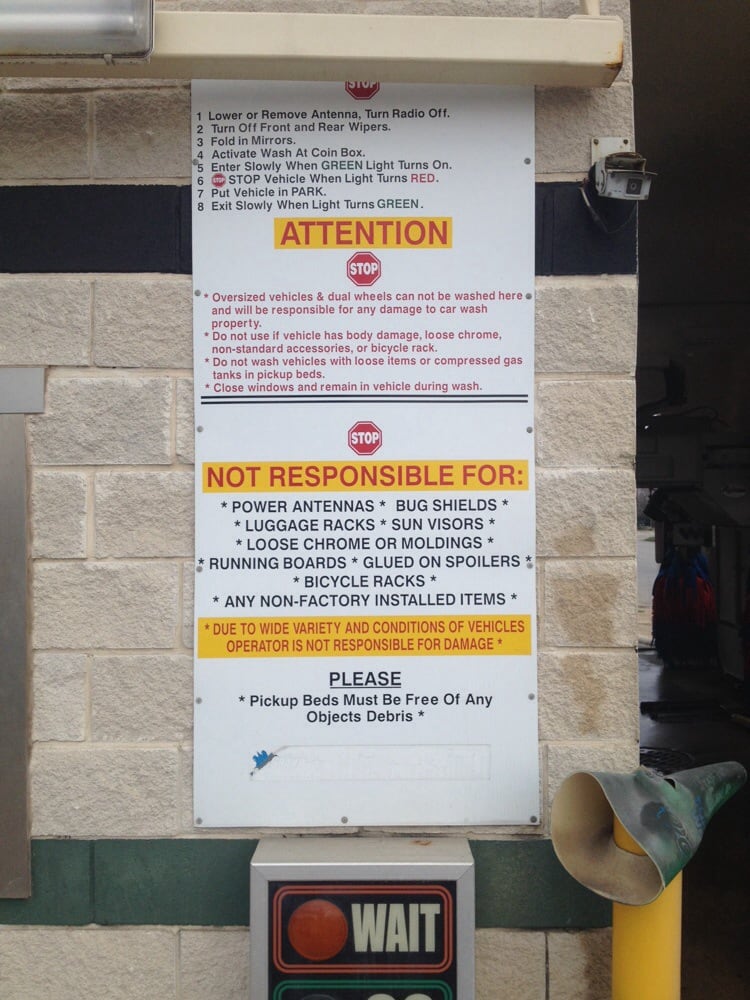 STOP
1 Lower or Remove Antenna, Turn Radio Off.
2 Turn Off Front and Rear Wipers.
3 Fold in Mirrors.
4 Activate Wash At Coin Box.
5 Enter Slowly When GREEN Light Turns On.
6 STOP STOP Vehicle When Light Turns RED.
7 Put Vehicle in PARK.
8 Exit Slowly When Light Turns GREEN.
ATTENTION
STOP
* Oversized vehicles & dual wheels can not be washed here
and will be responsible for any damage to car wash
property.
* Do not use if vehicle has body damage, loose chrome,
non-standard accessories, or bicycle rack.
* Do not wash vehicles with loose items or compressed gas
tanks in pickup beds.
* Close windows and remain in vehicle during wash.
STOP
NOT RESPONSIBLE FOR:
* POWER ANTENNAS * BUG SHIELDS *
* LUGGAGE RACKS * SUN VISORS *
* LOOSE CHROME OR MOLDINGS *
* RUNNING BOARDS * GLUED ON SPOILERS *
* BICYCLE RACKS *
* ANY NON-FACTORY INSTALLED ITEMS *
* DUE TO WIDE VARIETY AND CONDITIONS OF VEHICLES
OPERATOR IS NOT RESPONSIBLE FOR DAMAGE *
PLEASE
* Pickup Beds Must Be Free Of Any
Objects Debris *
WAIT